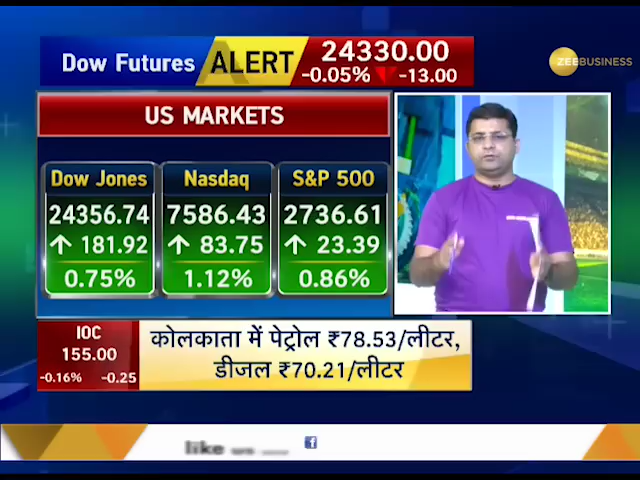 Dow Futures
ALERT
24330.00
-0.05% -13.00
ZEEBUSINESS
US MARKETS
Dow Jones
24356.74
181.92
0.75%
Nasdaq
7586.43
83.75
1.12%
S&P 500
2736.61
23.39
0.86%
IOC
155.00
-0.16% -0.25
कोलकाता में पेट्रोल ₹78.53/लीटर,
डीजल ₹70.21/लीटर
like